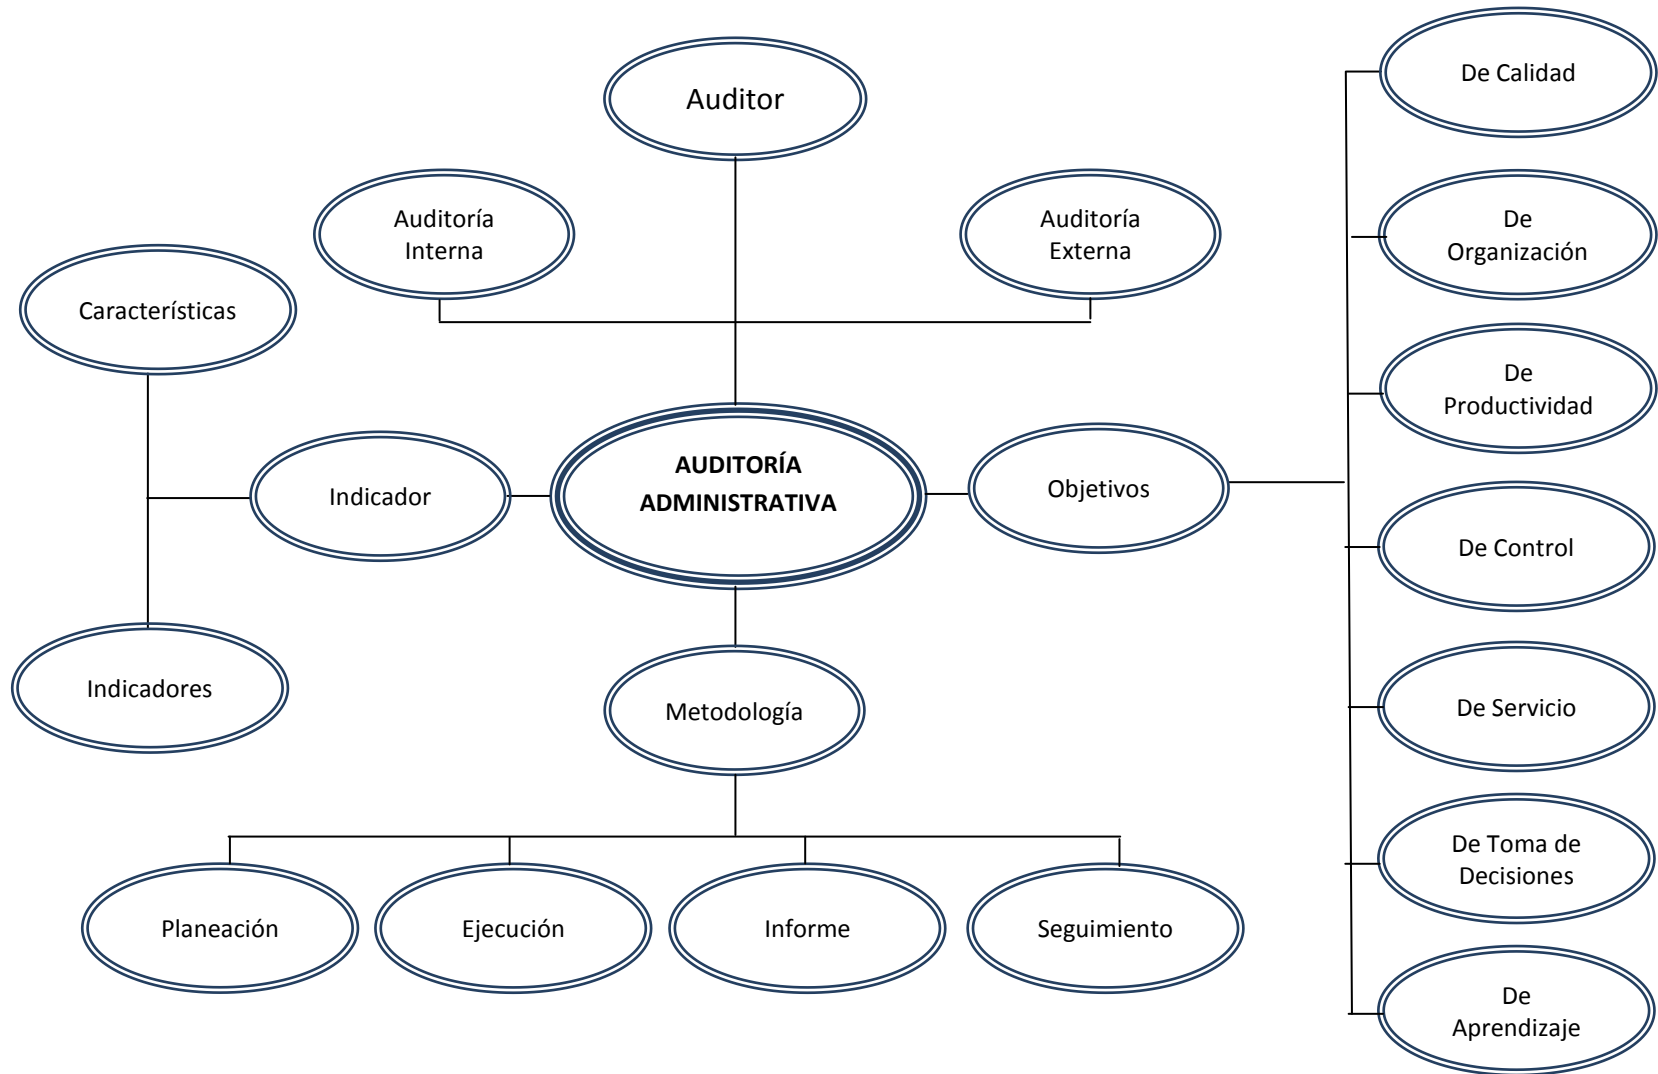 Auditor
De Calidad
Auditoría
Interna
Auditoría
Externa
De
Organización
Característísticas
De
Productividad
AUDITORÍA
ADMINISTRATIVA
Indicador
Objetivos
De Control
Indicadores
Metodología
De Servicio
De Toma de
Decisiones
Planeación
Ejecución
Informe
Seguimiento
De
Aprendizaje